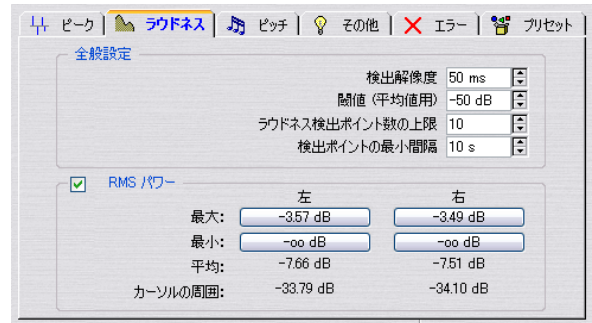 ピーク ラウドネス ピッチ その他 エラー プリセット
全般設定
検出解像度 50 ms
閾値 (平均値用) -50 dB
ラウドネス検出ポイント数の上限 10
検出ポイントの最小間隔 10 s
RMS パワー
左 右
最大: -3.57 dB -3.49 dB
最小: -oo dB -oo dB
平均: -7.66 dB -7.51 dB
カーソルの周囲: -33.79 dB -34.10 dB